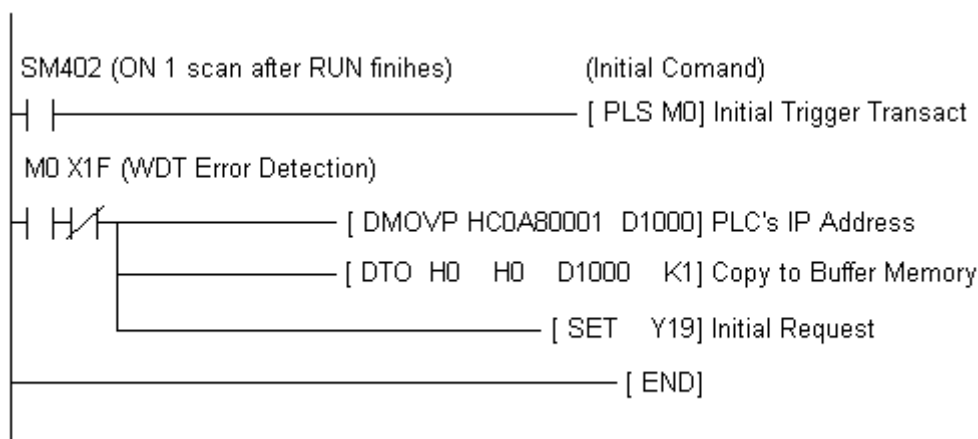 SM402 (ON 1 scan after RUN finihes) (Initial Comand)
[ PLS M0] Initial Trigger Transact
M0 X1F (WDT Error Detection)
[ DMOVP HC0A80001 D1000] PLC's IP Address
[ DTO H0 H0 D1000 K1] Copy to Buffer Memory
[ SET Y19] Initial Request
[ END]